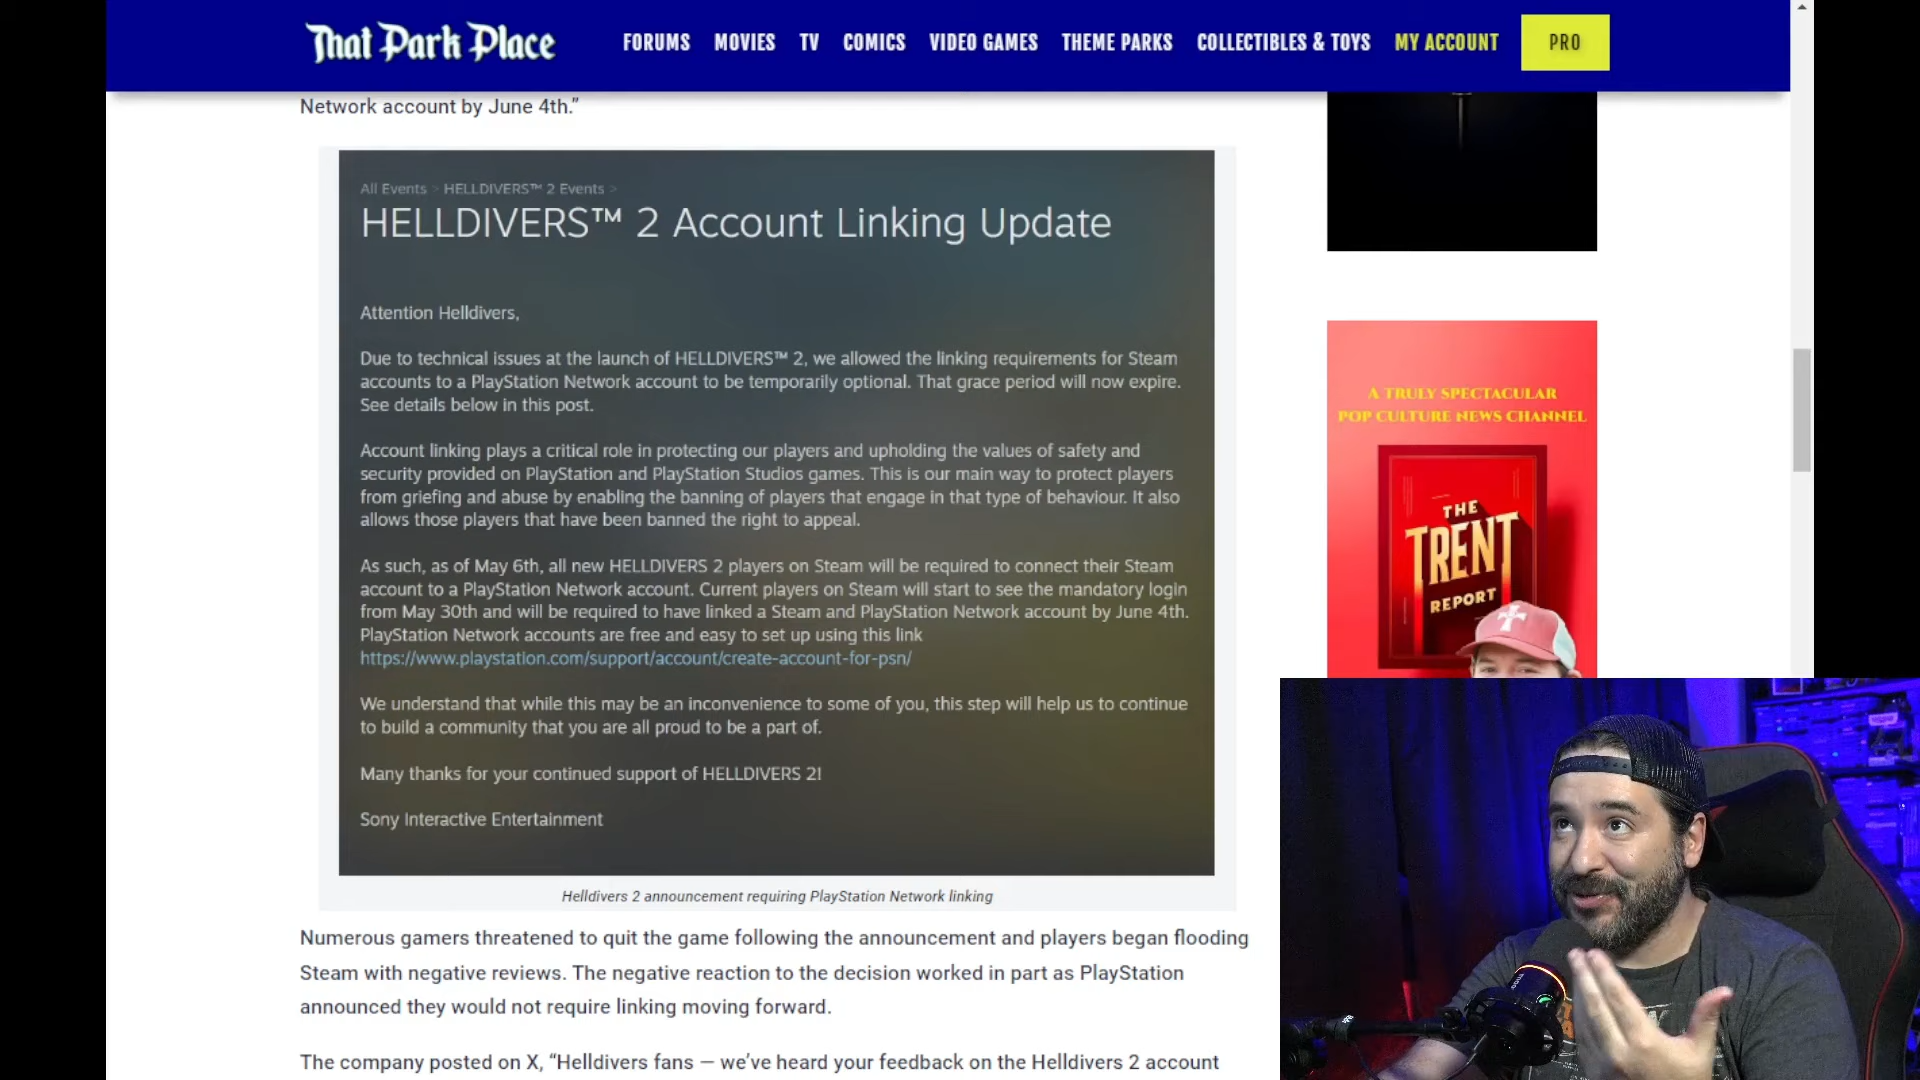 That Park Place
FORUMS MOVIES TV COMICS VIDEO GAMES THEME PARKS COLLECTIBLES & TOYS MY ACCOUNT PRO
Network account by June 4th.”
All Events > HELLDIVERS™ 2 Events >
HELLDIVERS™ 2 Account Linking Update
Attention Helldivers,
Due to technical issues at the launch of HELLDIVERS™ 2, we allowed the linking requirements for Steam
accounts to a PlayStation Network account to be temporarily optional. That grace period will now expire.
See details below in this post.
Account linking plays a critical role in protecting our players and upholding the values of safety and
security provided on PlayStation and PlayStation Studios games. This is our main way to protect players
from griefing and abuse by enabling the banning of players that engage in that type of behaviour. It also
allows those players that have been banned the right to appeal.
As such, as of May 6th, all new HELLDIVERS 2 players on Steam will be required to connect their Steam
account to a PlayStation Network account. Current players on Steam will start to see the mandatory login
from May 30th and will be required to have linked a Steam and PlayStation Network account by June 4th.
PlayStation Network accounts are free and easy to set up using this link
https://www.playstation.com/support/account/create-account-for-psn/
We understand that while this may be an inconvenience to some of you, this step will help us to continue
to build a community that you are all proud to be a part of.
Many thanks for your continued support of HELLDIVERS 2!
Sony Interactive Entertainment
Helldivers 2 announcement requiring PlayStation Network linking
Numerous gamers threatened to quit the game following the announcement and players began flooding
Steam with negative reviews. The negative reaction to the decision worked in part as PlayStation
announced they would not require linking moving forward.
The company posted on X, “Helldivers fans — we’ve heard your feedback on the Helldivers 2 account
A TRULY SPECTACULAR
POP CULTURE NEWS CHANNEL
THE
TRENT
REPORT